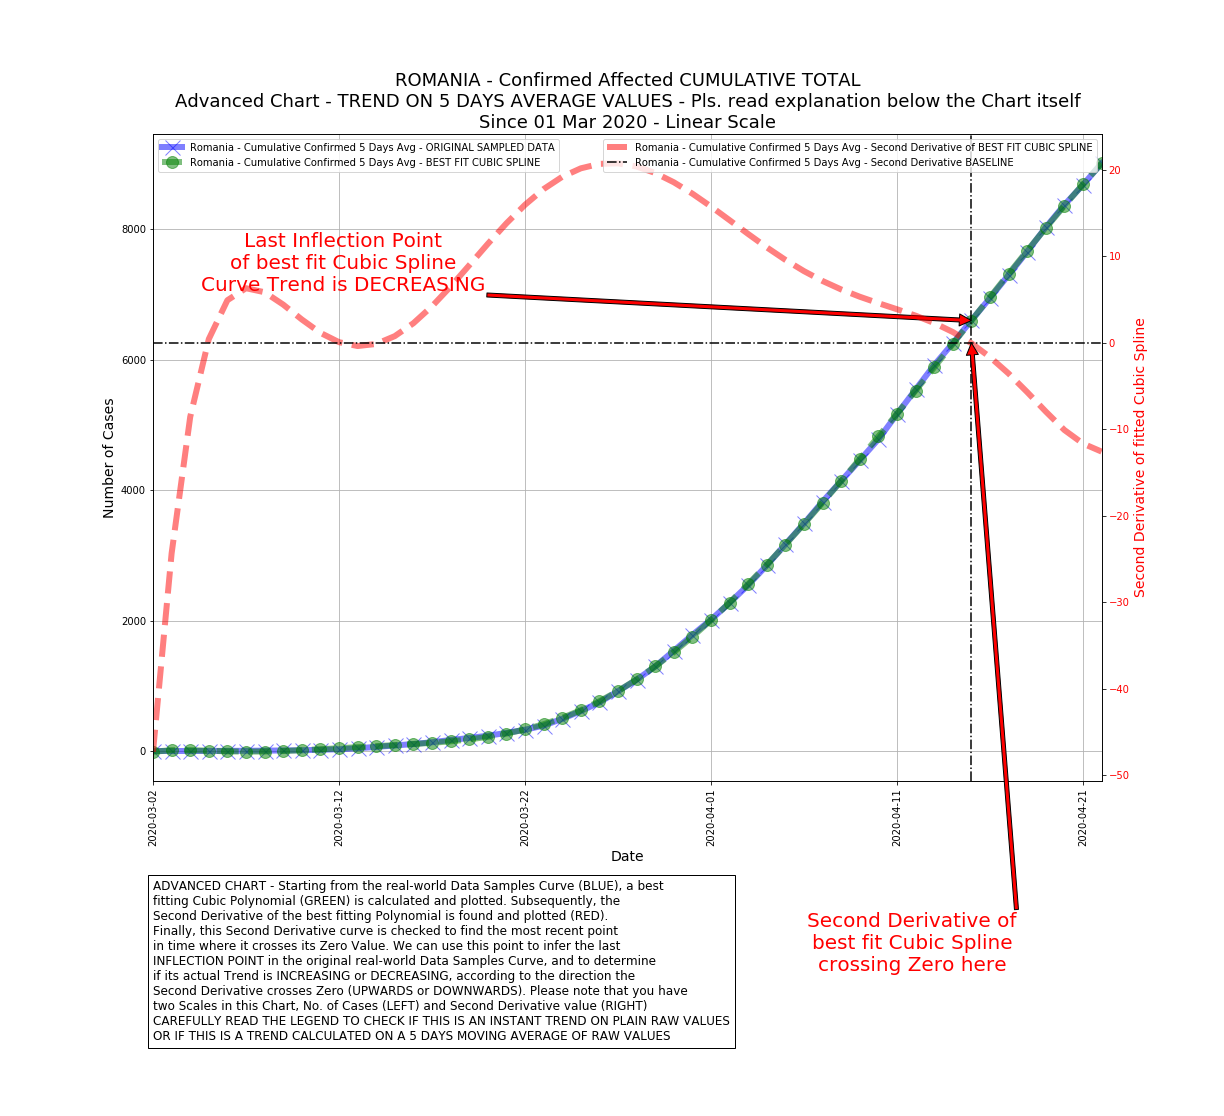 ROMANIA - Confirmed Affected CUMULATIVE TOTAL
Advanced Chart - TREND ON 5 DAYS AVERAGE VALUES - Pls. read explanation below the Chart itself
Since 01 Mar 2020 - Linear Scale
Romania - Cumulative Confirmed 5 Days Avg - ORIGINAL SAMPLED DATA
Romania - Cumulative Confirmed 5 Days Avg - BEST FIT CUBIC SPLINE
Romania - Cumulative Confirmed 5 Days Avg - Second Derivative of BEST FIT CUBIC SPLINE
Romania - Cumulative Confirmed 5 Days Avg - Second Derivative BASELINE
Last Inflection Point
of best fit Cubic Spline
Curve Trend is DECREASING
Number of Cases
8000
6000
4000
2000
0
20
10
0
−10
−20
−30
−40
−50
Second Derivative of fitted Cubic Spline
2020-03-02
2020-03-12
2020-03-22
2020-04-01
2020-04-11
2020-04-21
Date
ADVANCED CHART - Starting from the real-world Data Samples Curve (BLUE), a best
fitting Cubic Polynomial (GREEN) is calculated and plotted. Subsequently, the
Second Derivative of the best fitting Polynomial is found and plotted (RED).
Finally, this Second Derivative curve is checked to find the most recent point
in time where it crosses its Zero Value. We can use this point to infer the last
INFLECTION POINT in the original real-world Data Samples Curve, and to determine
if its actual Trend is INCREASING or DECREASING, according to the direction the
Second Derivative crosses Zero (UPWARDS or DOWNWARDS). Please note that you have
two Scales in this Chart, No. of Cases (LEFT) and Second Derivative value (RIGHT)
CAREFULLY READ THE LEGEND TO CHECK IF THIS IS AN INSTANT TREND ON PLAIN RAW VALUES
OR IF THIS IS A TREND CALCULATED ON A 5 DAYS MOVING AVERAGE OF RAW VALUES
Second Derivative of
best fit Cubic Spline
crossing Zero here